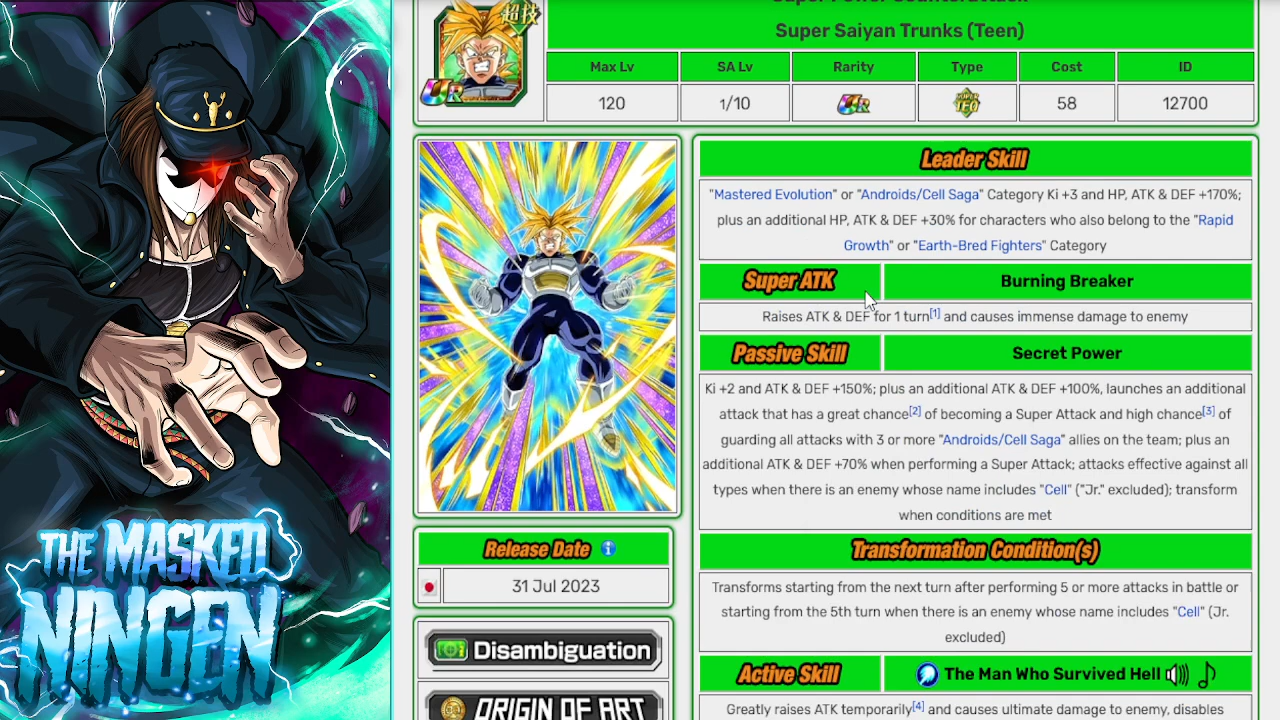 Super Power Counterattack
Super Saiyan Trunks (Teen)
超技
UR
Max Lv
SA Lv
Rarity
Type
Cost
ID
120
1/10
UR
SUPER TEQ
58
12700
Leader Skill
"Mastered Evolution" or "Androids/Cell Saga" Category Ki +3 and HP, ATK & DEF +170%;
plus an additional HP, ATK & DEF +30% for characters who also belong to the "Rapid
Growth" or "Earth-Bred Fighters" Category
Super ATK
Burning Breaker
Raises ATK & DEF for 1 turn[1] and causes immense damage to enemy
Passive Skill
Secret Power
Ki +2 and ATK & DEF +150%; plus an additional ATK & DEF +100%, launches an additional
attack that has a great chance[2] of becoming a Super Attack and high chance[3] of
guarding all attacks with 3 or more "Androids/Cell Saga" allies on the team; plus an
additional ATK & DEF +70% when performing a Super Attack; attacks effective against all
types when there is an enemy whose name includes "Cell" ("Jr." excluded); transform
when conditions are met
Transformation Condition(s)
Transforms starting from the next turn after performing 5 or more attacks in battle or
starting from the 5th turn when there is an enemy whose name includes "Cell" (Jr.
excluded)
Active Skill
The Man Who Survived Hell
Greatly raises ATK temporarily[4] and causes ultimate damage to enemy, disables
Release Date
31 Jul 2023
Disambiguation
ORIGIN OF ART
THE MASKED
NINGEN